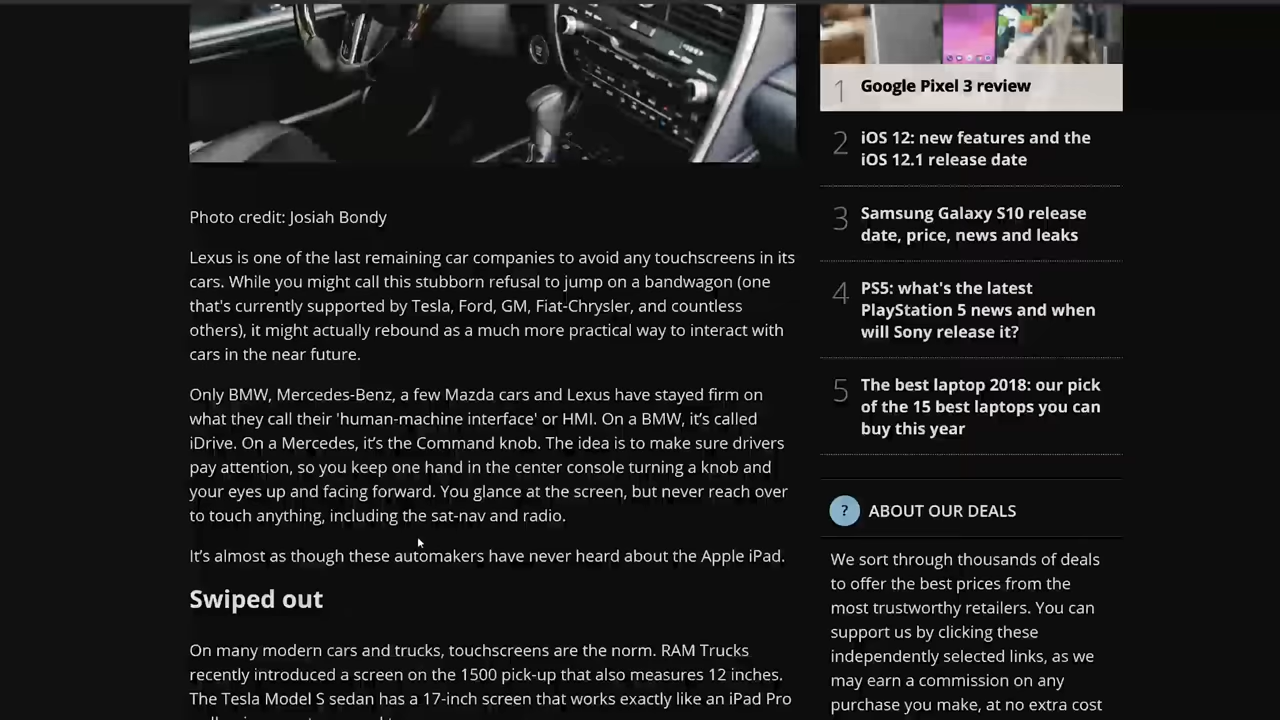 Photo credit: Josiah Bondy
Lexus is one of the last remaining car companies to avoid any touchscreens in its
cars. While you might call this stubborn refusal to jump on a bandwagon (one
that's currently supported by Tesla, Ford, GM, Fiat-Chrysler, and countless
others), it might actually rebound as a much more practical way to interact with
cars in the near future.
Only BMW, Mercedes-Benz, a few Mazda cars and Lexus have stayed firm on
what they call their 'human-machine interface' or HMI. On a BMW, it’s called
iDrive. On a Mercedes, it’s the Command knob. The idea is to make sure drivers
pay attention, so you keep one hand in the center console turning a knob and
your eyes up and facing forward. You glance at the screen, but never reach over
to touch anything, including the sat-nav and radio.
It’s almost as though these automakers have never heard about the Apple iPad.
Swiped out
On many modern cars and trucks, touchscreens are the norm. RAM Trucks
recently introduced a screen on the 1500 pick-up that also measures 12 inches.
The Tesla Model S sedan has a 17-inch screen that works exactly like an iPad Pro
1 Google Pixel 3 review
2 iOS 12: new features and the
iOS 12.1 release date
3 Samsung Galaxy S10 release
date, price, news and leaks
4 PS5: what's the latest
PlayStation 5 news and when
will Sony release it?
5 The best laptop 2018: our pick
of the 15 best laptops you can
buy this year
? ABOUT OUR DEALS
We sort through thousands of deals
to offer the best prices from the
most trustworthy retailers. You can
support us by clicking these
independently selected links, as we
may earn a commission on any
purchase you make, at no extra cost